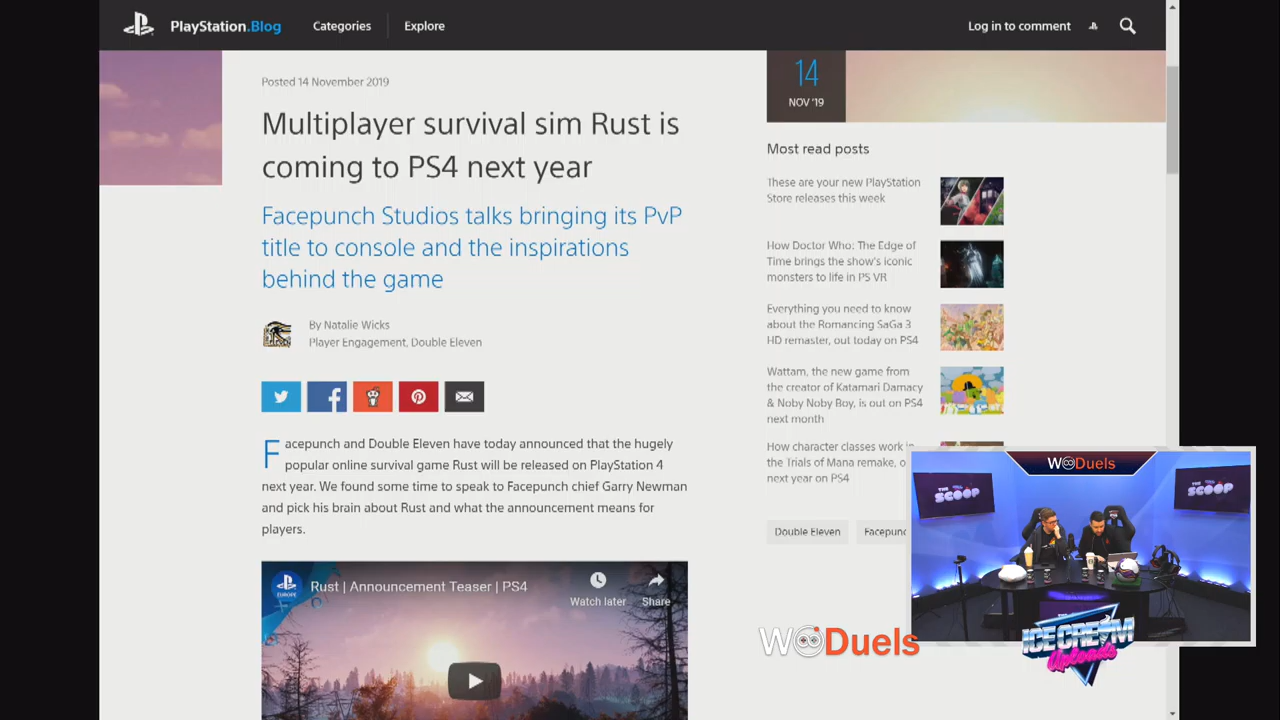 PlayStation.Blog
Categories
Explore
Log in to comment
Posted 14 November 2019
Multiplayer survival sim Rust is
coming to PS4 next year
Facepunch Studios talks bringing its PvP
title to console and the inspirations
behind the game
By Natalie Wicks
Player Engagement, Double Eleven
Facepunch and Double Eleven have today announced that the hugely
popular online survival game Rust will be released on PlayStation 4
next year. We found some time to speak to Facepunch chief Garry Newman
and pick his brain about Rust and what the announcement means for
players.
EUROPE
Rust | Announcement Teaser | PS4
Watch later
Share
14
NOV '19
Most read posts
These are your new PlayStation
Store releases this week
How Doctor Who: The Edge of
Time brings the show's iconic
monsters to life in PS VR
Everything you need to know
about the Romancing SaGa 3
HD remaster, out today on PS4
Wattam, the new game from
the creator of Katamari Damacy
& Noby Noby Boy, is out on PS4
next month
How character classes work in
the Trials of Mana remake, o
next year on PS4
Double Eleven
Facepunc
WDuels
THE
SCOOP
THE
SCOOP
WDuels
ICE CREAM
Uploads